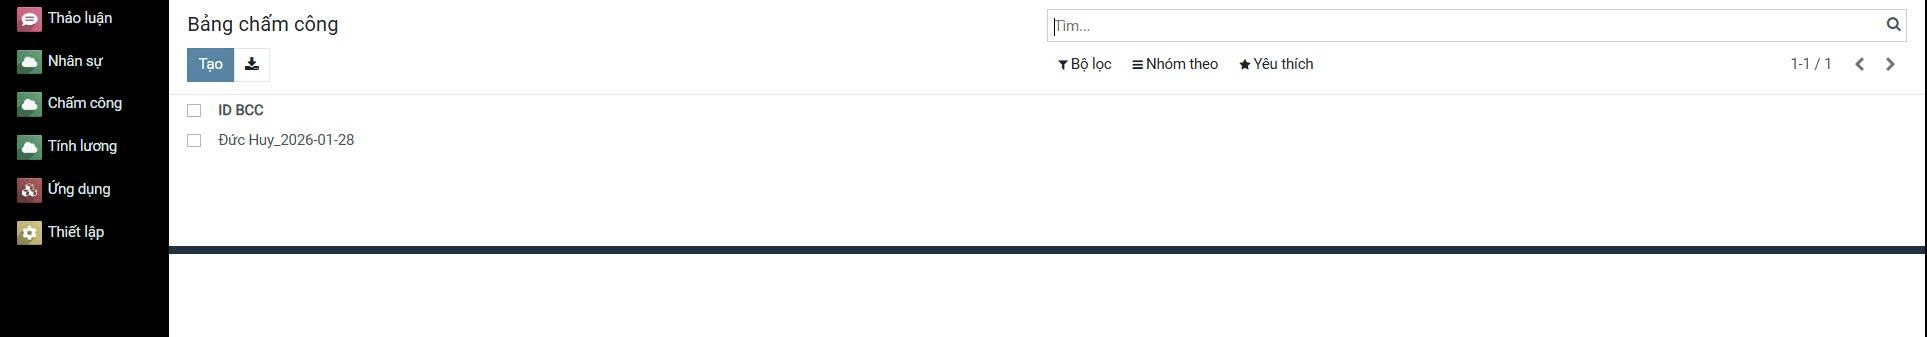 Thảo luận
Nhân sự
Chấm công
Tính lương
Ứng dụng
Thiết lập
Bảng chấm công
Tìm...
Tạo
Bộ lọc Nhóm theo Yêu thích 1-1 / 1
ID BCC
Đức Huy_2026-01-28